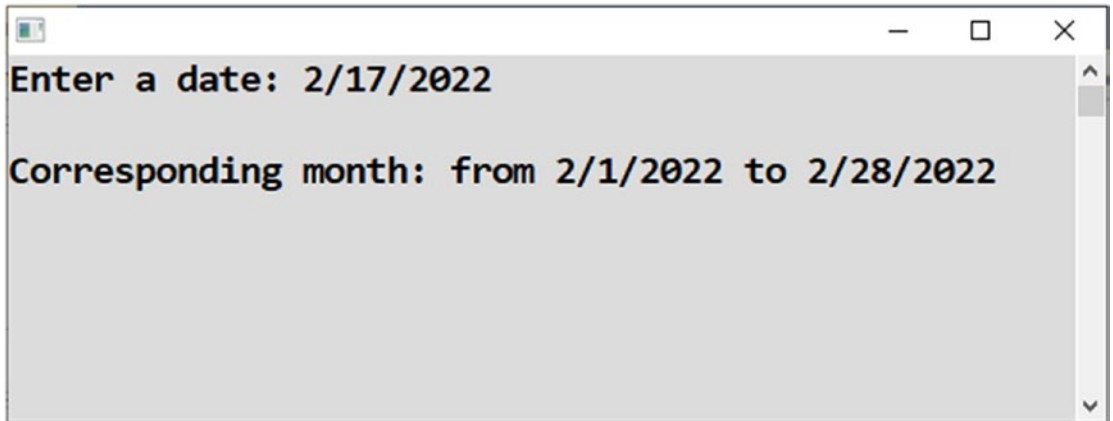 Enter a date: 2/17/2022
Corresponding month: from 2/1/2022 to 2/28/2022